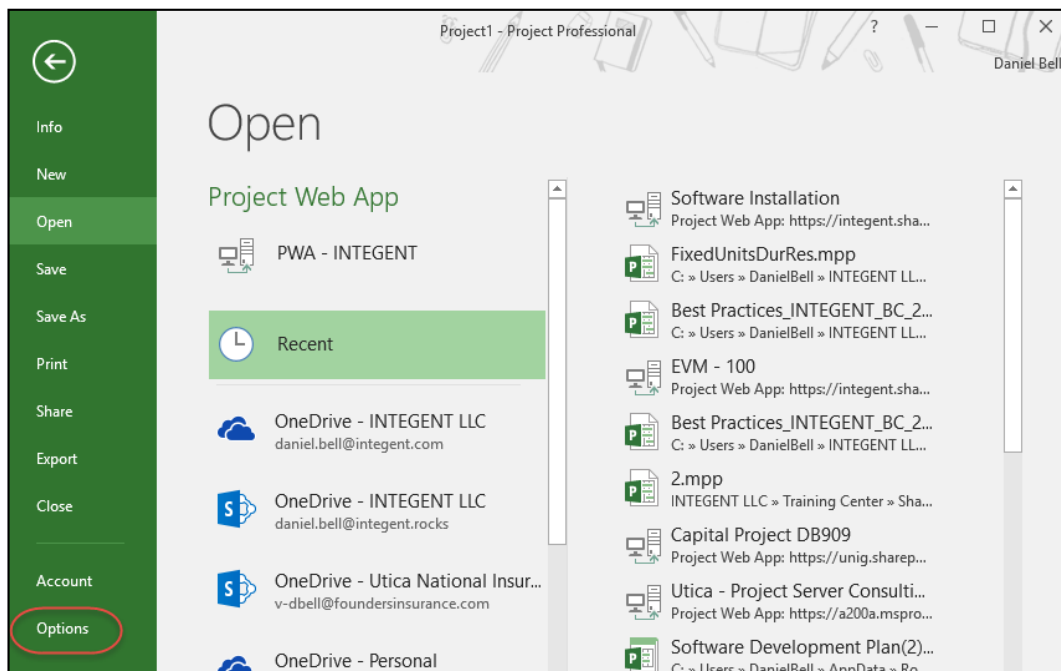 Project1 - Project Professional
?
Daniel Bell
Info
New
Open
Save
Save As
Print
Share
Export
Close
Account
Options
Open
Project Web App
PWA - INTEGENT
Recent
OneDrive - INTEGENT LLC
daniel.bell@integent.com
OneDrive - INTEGENT LLC
daniel.bell@integent.rocks
OneDrive - Utica National Insur...
v-dbell@foundersinsurance.com
OneDrive - Personal
Software Installation
Project Web App: https://integent.sha...
FixedUnitsDurRes.mpp
C: » Users » DanielBell » INTEGENT LL...
Best Practices_INTEGENT_BC_2...
C: » Users » DanielBell » INTEGENT LL...
EVM - 100
Project Web App: https://integent.sha...
Best Practices_INTEGENT_BC_2...
C: » Users » DanielBell » INTEGENT LL...
2.mpp
INTEGENT LLC » Training Center » Sha...
Capital Project DB909
Project Web App: https://unig.sharep...
Utica - Project Server Consulti...
Project Web App: https://a200a.mspro...
Software Development Plan(2)...
C: » Users » DanielBell » AppData » Ro...